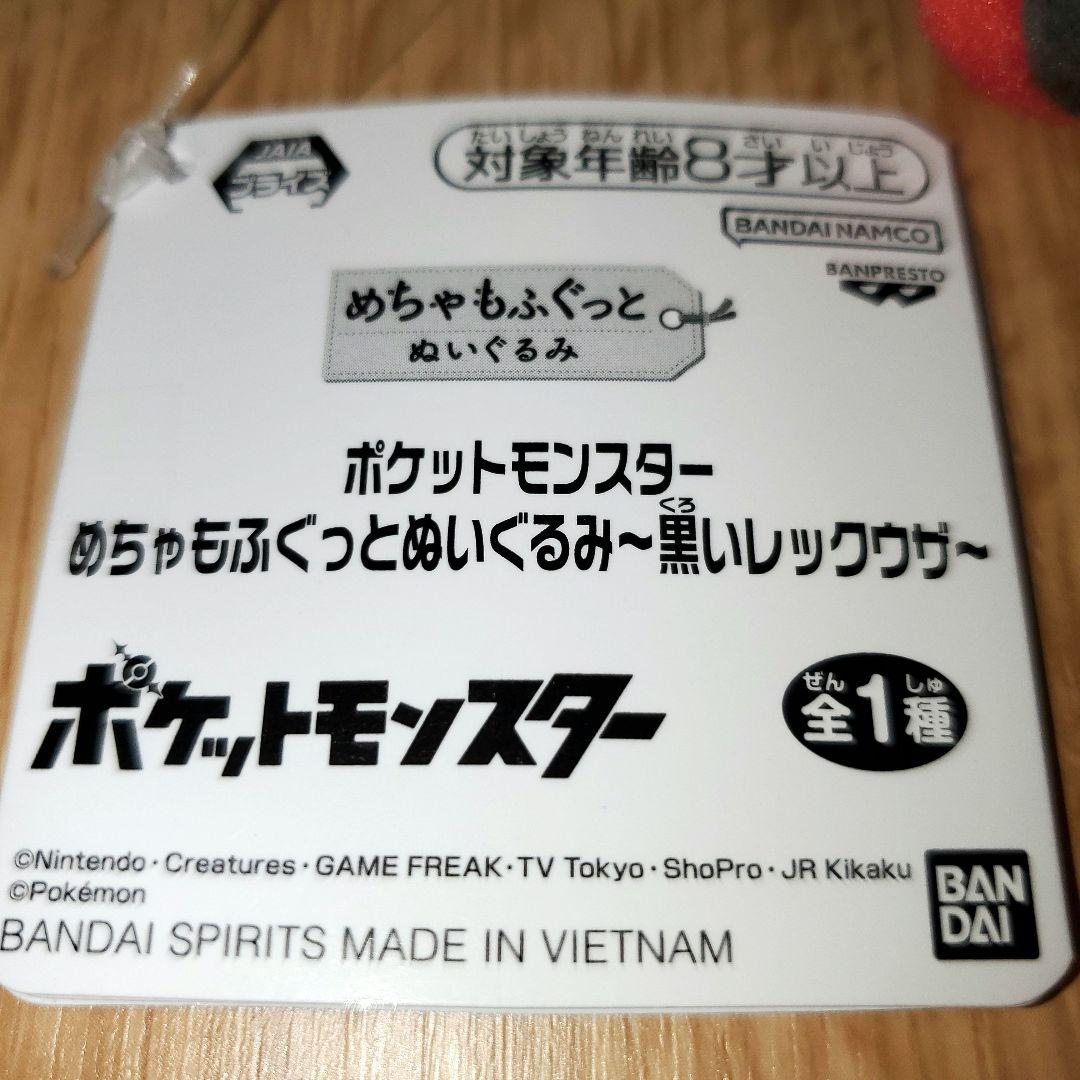 JAIA
プライズ
たいしょうねんれい さいいじょう
対象年齢8才以上
BANDAI NAMCO
BANPRESTO
めちゃもふぐっと
ぬいぐるみ
ポケットモンスター
くろ
めちゃもふぐっとぬいぐるみ～黒いレックウザ～
ポケットモンスター
ぜん しゅ
全1種
©Nintendo・Creatures・GAME FREAK・TV Tokyo・ShoPro・JR Kikaku
©Pokémon
BANDAI SPIRITS MADE IN VIETNAM
BAN
DAI